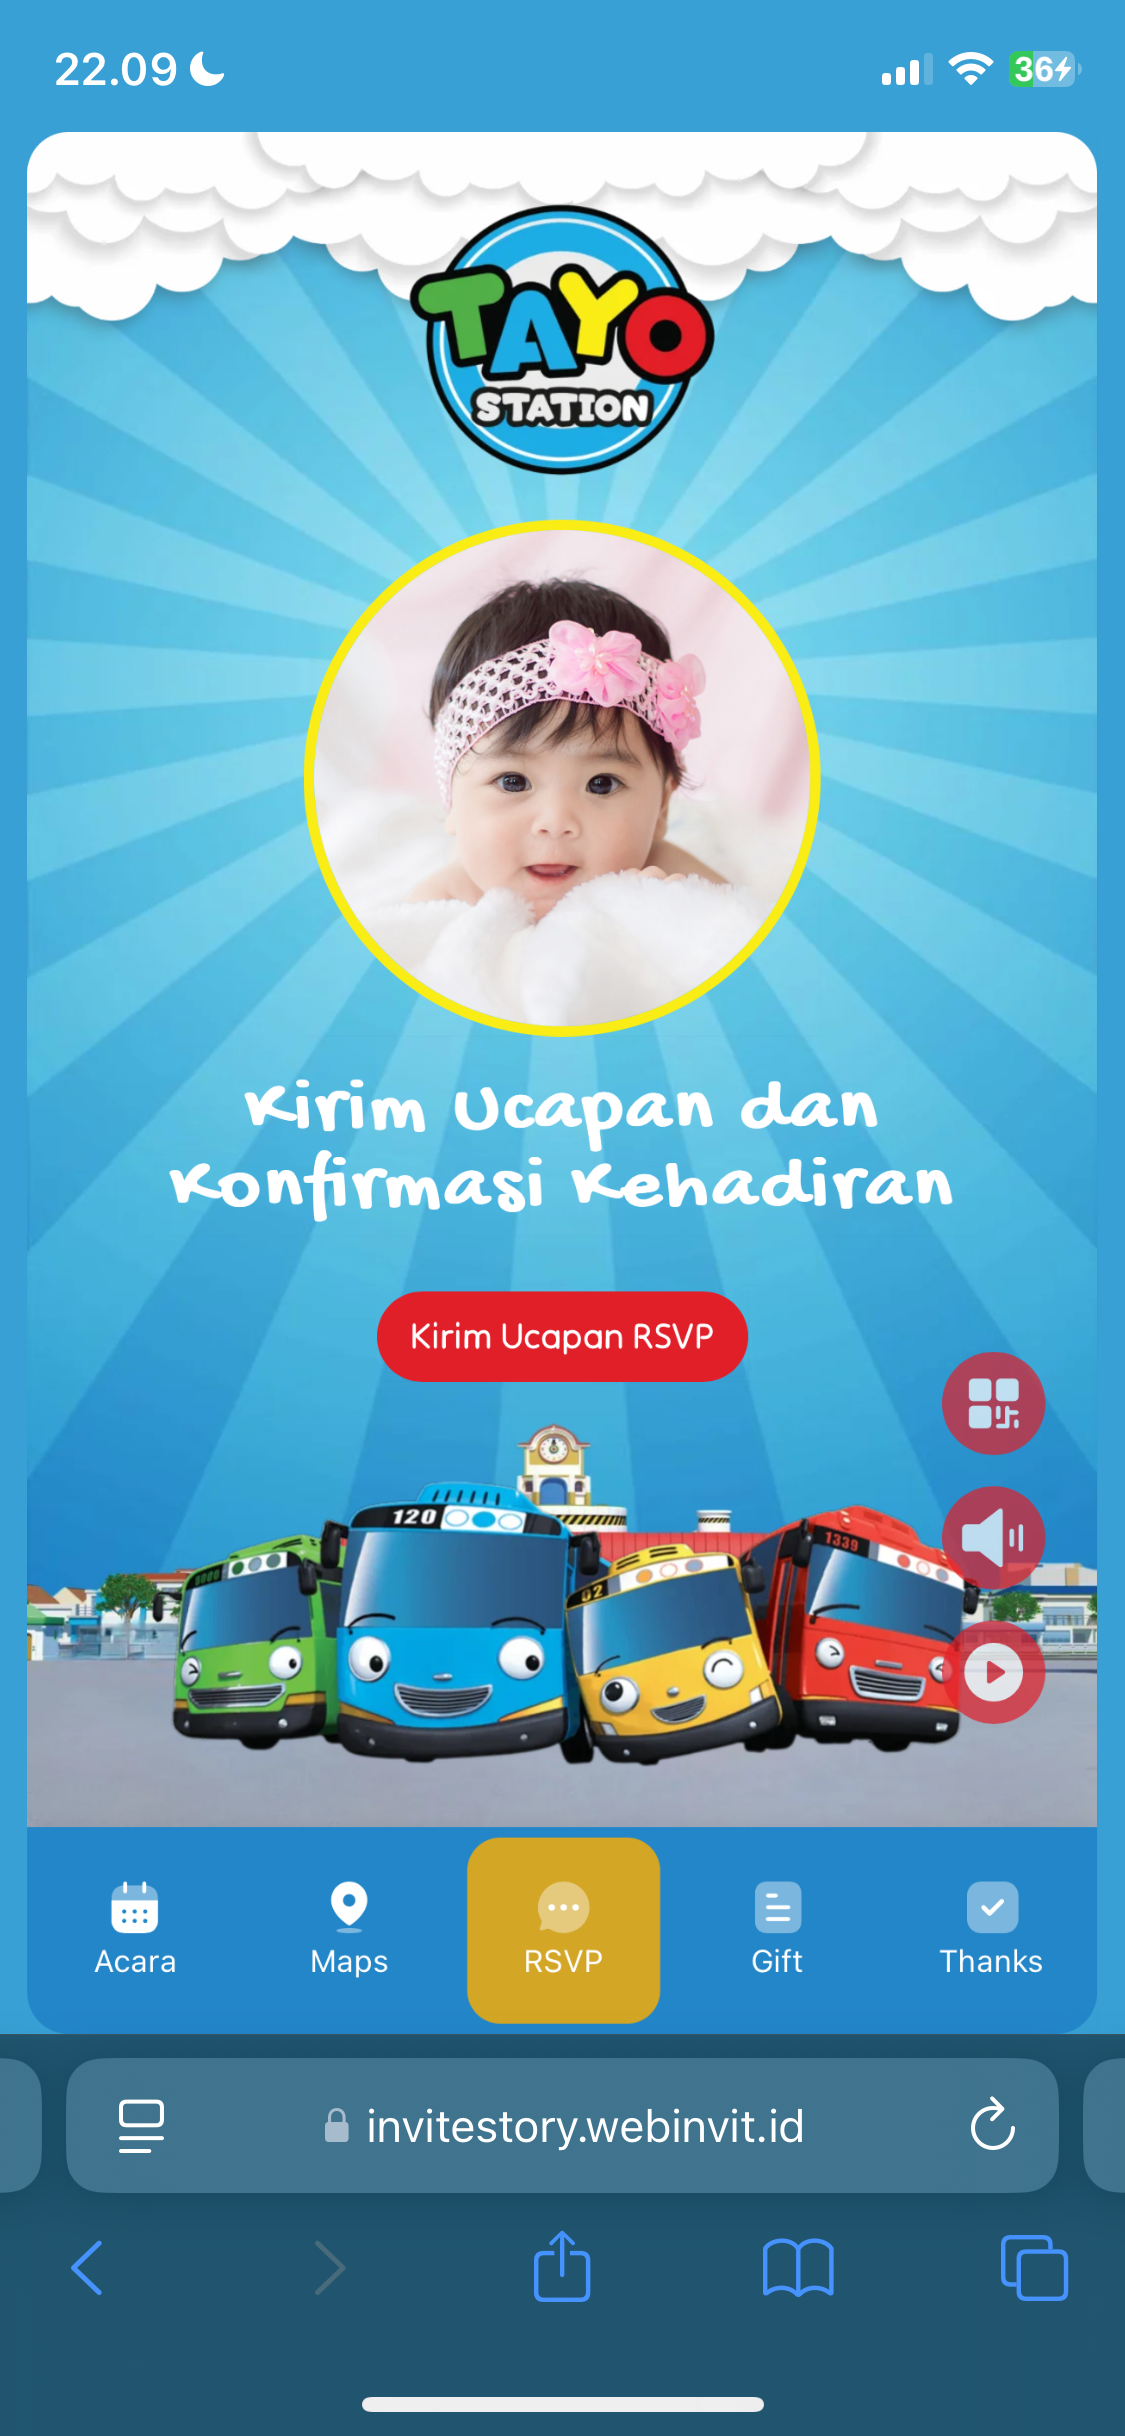 22.09
36
TAYO
STATION
Kirim Ucapan dan
Konfirmasi Kehadiran
Kirim Ucapan RSVP
120
02
1339
Acara
Maps
RSVP
Gift
Thanks
invitestory.webinvit.id